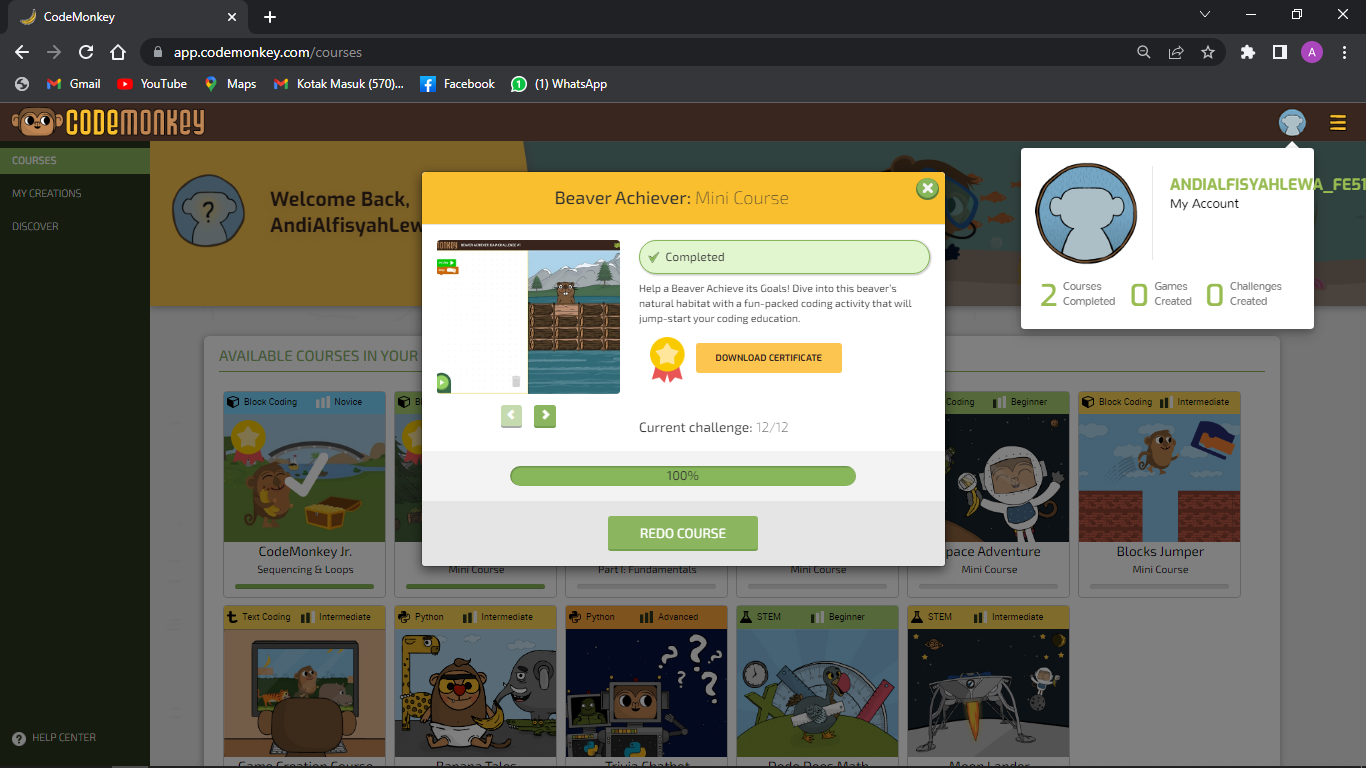 CodeMonkey
app.codemonkey.com/courses
A
Gmail
YouTube
Maps
Kotak Masuk (570)...
Facebook
(1) WhatsApp
CODEMONKEY
COURSES
MY CREATIONS
DISCOVER
HELP CENTER
?
Welcome Back,
AndiAlfisyahLew
ANDIALFISYAHLEWA_FE51
My Account
2 Courses Completed
0 Games Created
0 Challenges Created
Beaver Achiever: Mini Course
Completed
Help a Beaver Achieve its Goals! Dive into this beaver's
natural habitat with a fun-packed coding activity that will
jump-start your coding education.
DOWNLOAD CERTIFICATE
Current challenge: 12/12
100%
REDO COURSE
AVAILABLE COURSES IN YOUR
Block Coding Novice
CodeMonkey Jr.
Sequencing & Loops
Mini Course
Part I: Fundamentals
Mini Course
Coding Beginner
pace Adventure
Mini Course
Block Coding Intermediate
Blocks Jumper
Mini Course
Text Coding Intermediate
Game Creation Course
Python Intermediate
Banana Tales
Python Advanced
Trivia Chatbot
STEM Beginner
Dodo Does Math
STEM Intermediate
Moon Lander